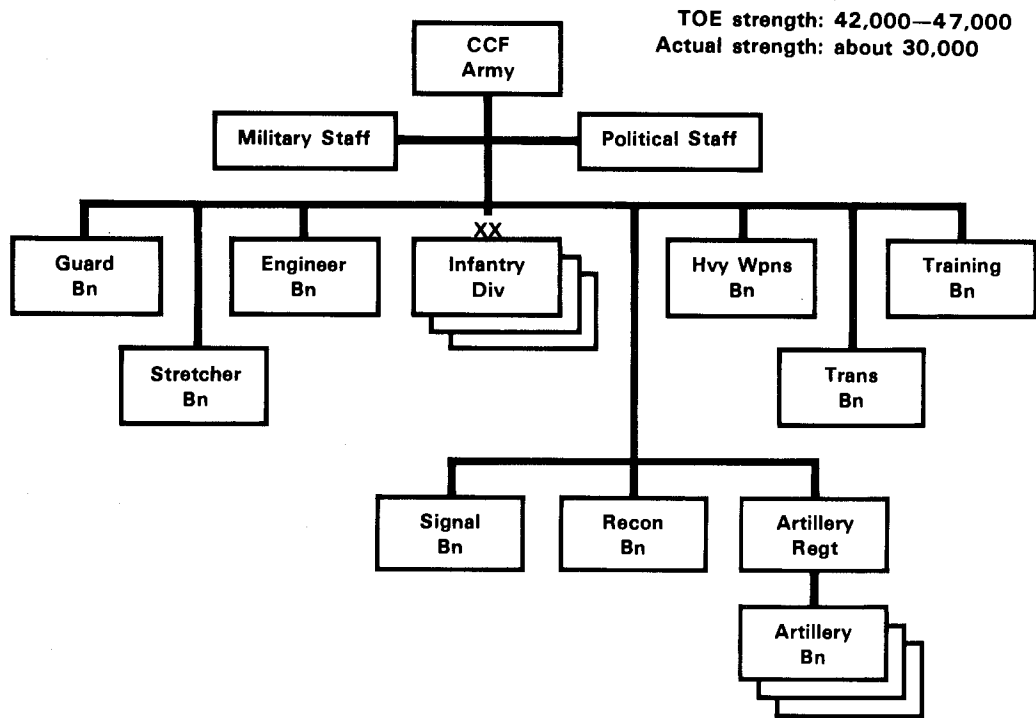 TOE strength: 42,000—47,000
Actual strength: about 30,000
CCF
Army
Military Staff
Political Staff
XX
Guard
Bn
Engineer
Bn
Infantry
Div
Hvy Wpns
Bn
Training
Bn
Stretcher
Bn
Trans
Bn
Signal
Bn
Recon
Bn
Artillery
Regt
Artillery
Bn